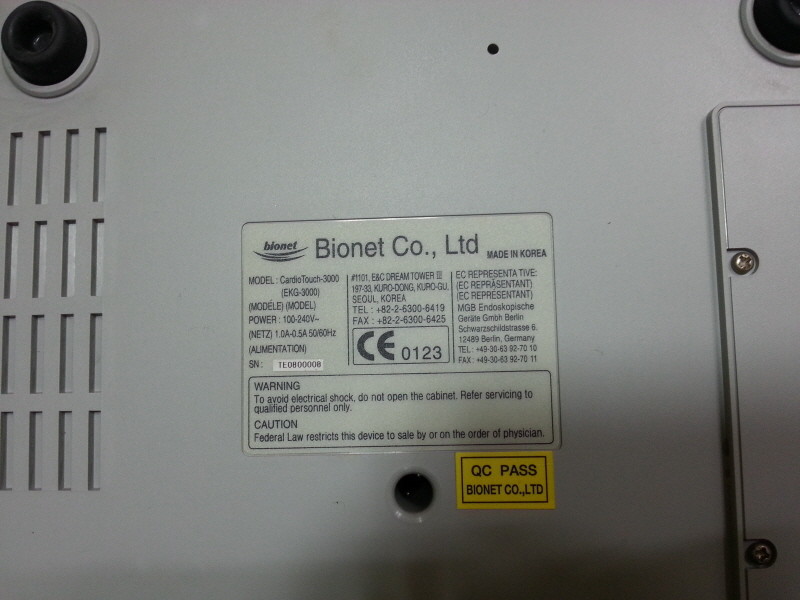 bionet Bionet Co., Ltd MADE IN KOREA
MODEL : CardioTouch-3000
(EKG-3000)
(MODÈLE) (MODEL)
POWER : 100-240V~
(NETZ) 1.0A-0.5A 50/60Hz
(ALIMENTATION)
SN : TE0800008
#1101, E&C DREAM TOWER III
197-33, KURO-DONG, KURO-GU,
SEOUL, KOREA
TEL : +82-2-6300-6419
FAX : +82-2-6300-6425
CE 0123
EC REPRESENTATIVE:
(EC REPRÄSENTANT)
(EC REPRÉSENTANT)
MGB Endoskopische
Geräte Gmbh Berlin
Schwarzschildstrasse 6.
12489 Berlin, Germany
TEL : +49-30-63 92-70 10
FAX : +49-30-63 92-70 11
WARNING
To avoid electrical shock, do not open the cabinet. Refer servicing to
qualified personnel only.
CAUTION
Federal Law restricts this device to sale by or on the order of physician.
QC PASS
BIONET CO.,LTD